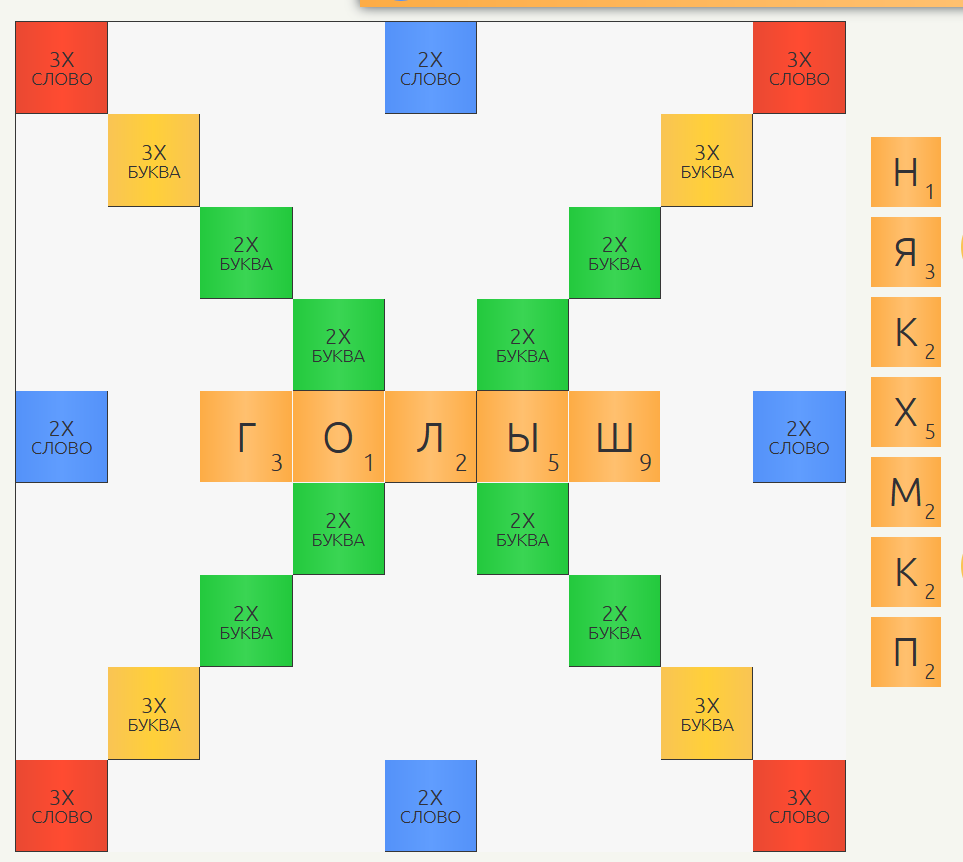 3X 2X 3X
СЛОВО СЛОВО СЛОВО
3X 3X
БУКВА БУКВА
Н 1
2X 2X
БУКВА БУКВА
Я 3
2X 2X
БУКВА БУКВА
К 2
2X Г 3 О 1 Л 2 Ы 5 Ш 9 2X
СЛОВО СЛОВО
Х 5
2X 2X
БУКВА БУКВА
М 2
2X 2X
БУКВА БУКВА
К 2
3X 3X
БУКВА БУКВА
П 2
3X 2X 3X
СЛОВО СЛОВО СЛОВО